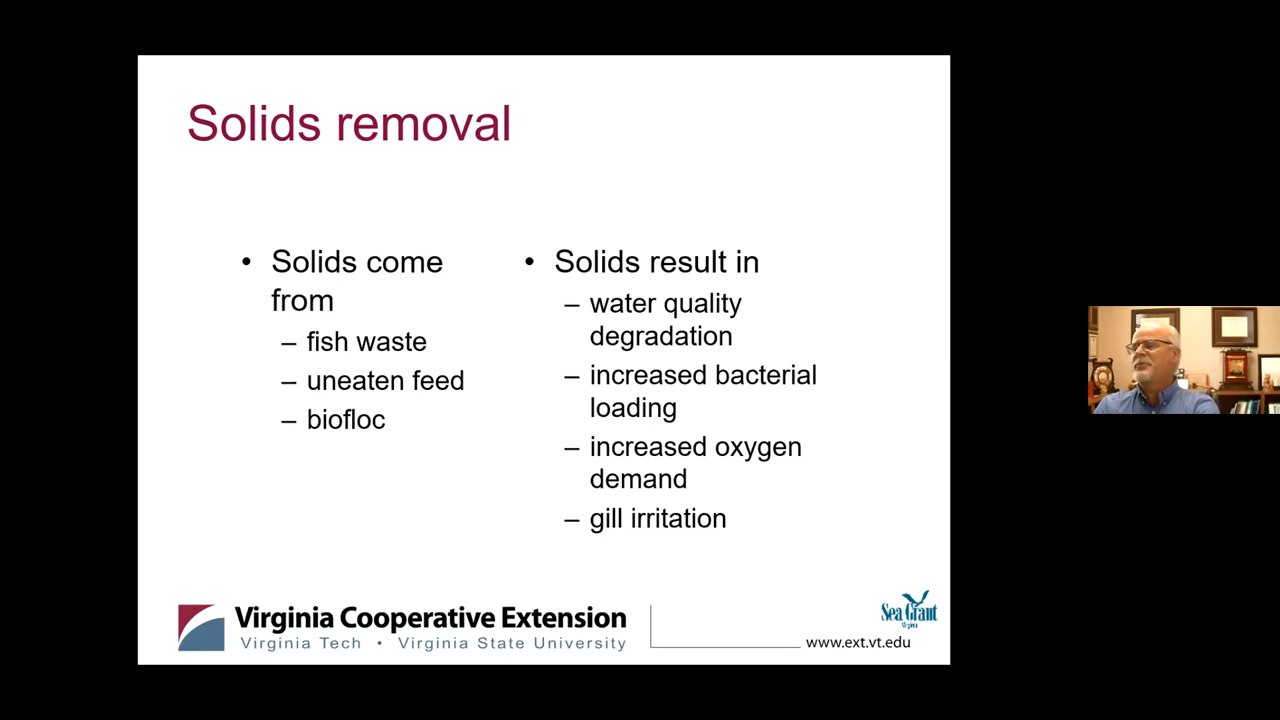 Solids removal
• Solids come
from
– fish waste
– uneaten feed
– biofloc
• Solids result in
– water quality
degradation
– increased bacterial
loading
– increased oxygen
demand
– gill irritation
Virginia Cooperative Extension
Virginia Tech • Virginia State University
www.ext.vt.edu
Sea Grant
Virginia